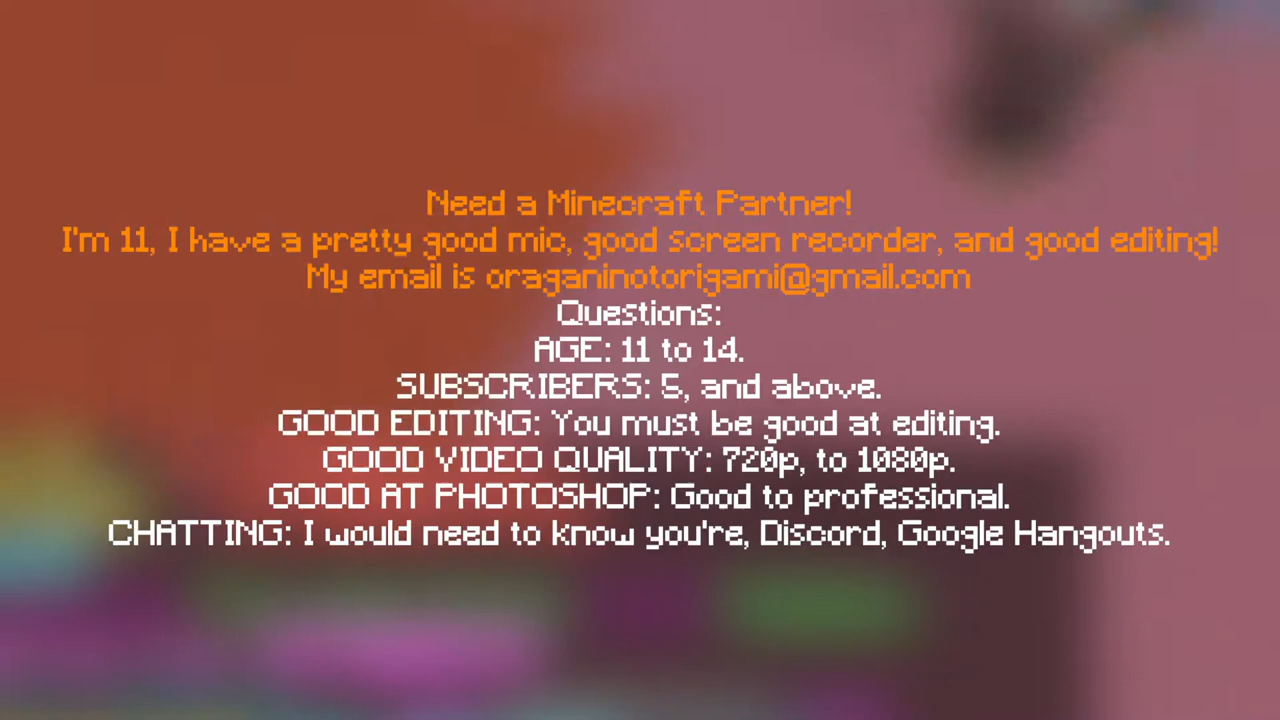 Need a Minecraft Partner!
I'm 11, I have a pretty good mic, good screen recorder, and good editing!
My email is oraganinotorigami@gmail.com
Questions:
AGE: 11 to 14.
SUBSCRIBERS: 5, and above.
GOOD EDITING: You must be good at editing.
GOOD VIDEO QUALITY: 720p, to 1080p.
GOOD AT PHOTOSHOP: Good to professional.
CHATTING: I would need to know you're, Discord, Google Hangouts.